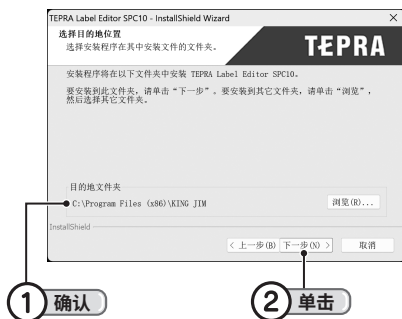 TEPRA Label Editor SPC10 - InstallShield Wizard
选择目的地位置
选择安装程序在其中安装文件的文件夹。
TEPRA
安装程序将在以下文件夹中安装 TEPRA Label Editor SPC10。
要安装到此文件夹，请单击“下一步”。要安装到其它文件夹，请单击“浏览”，
然后选择其它文件夹。
目的地文件夹
C:\Program Files (x86)\KING JIM
浏览(R)...
InstallShield
< 上一步(B) 下一步(N) > 取消
1 确认 2 单击